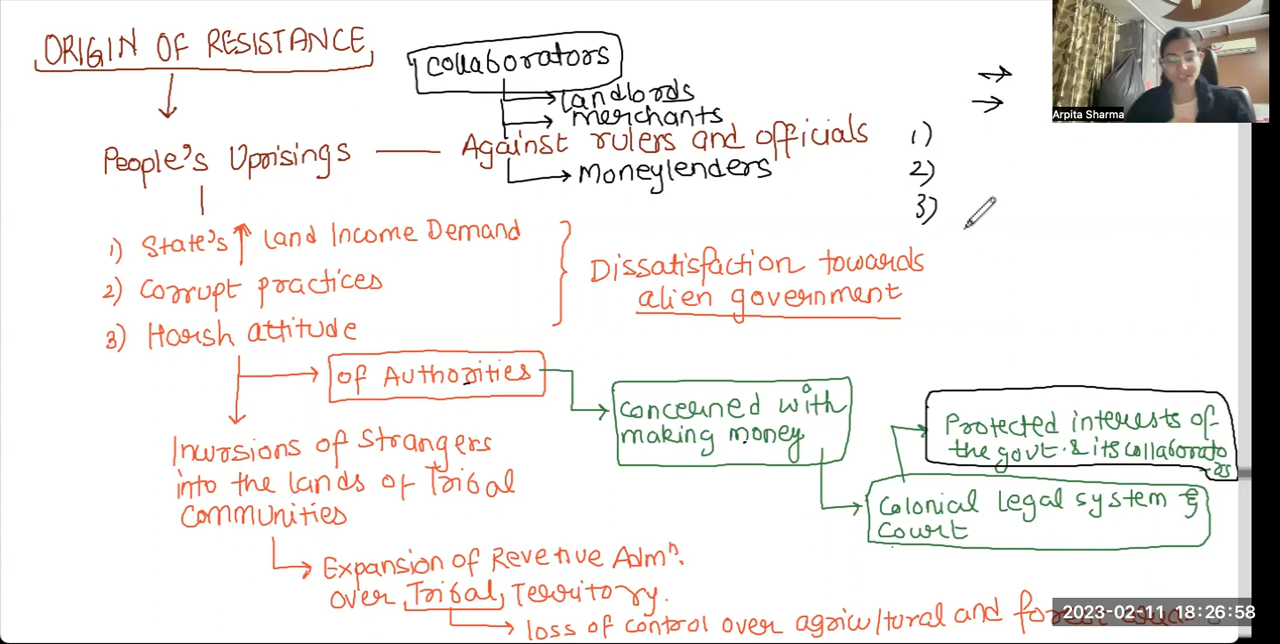 ORIGIN OF RESISTANCE
Collaborators
landlords
merchants
People's Uprisings — Against rulers and officials
Moneylenders
1)
2)
3)
Arpita Sharma
1) State's ↑ Land Income Demand
2) Corrupt practices
3) Harsh attitude
Dissatisfaction towards
alien government
of Authorities
Concerned with
making money
Protected interests of
the govt. & its collaborato
-rs
Colonial Legal system &
Court
Invrsions of Strangers
into the lands of Tribal
Communities
Expansion of Revenue Admⁿ.
over Tribal Territory.
loss of control over agricultural and forest
2023-02-11 18:26:58